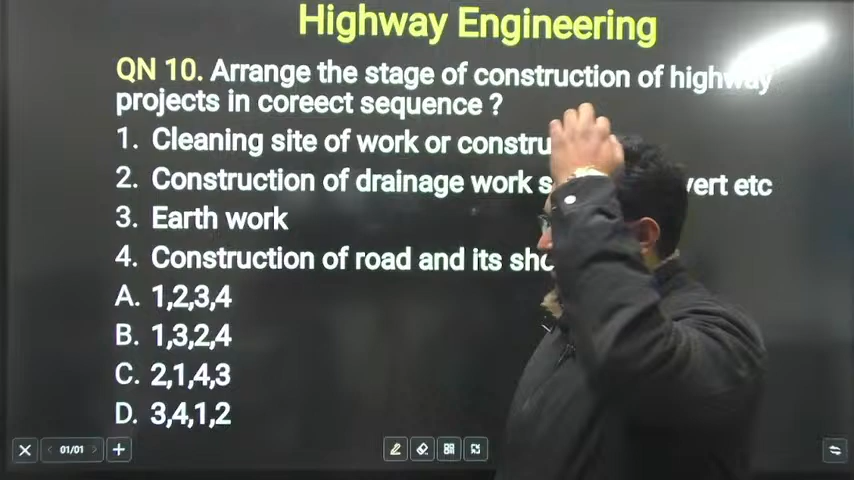 Highway Engineering
QN 10. Arrange the stage of construction of highway
projects in coreect sequence ?
1. Cleaning site of work or constru
2. Construction of drainage work s vert etc
3. Earth work
4. Construction of road and its sho
A. 1,2,3,4
B. 1,3,2,4
C. 2,1,4,3
D. 3,4,1,2
01/01